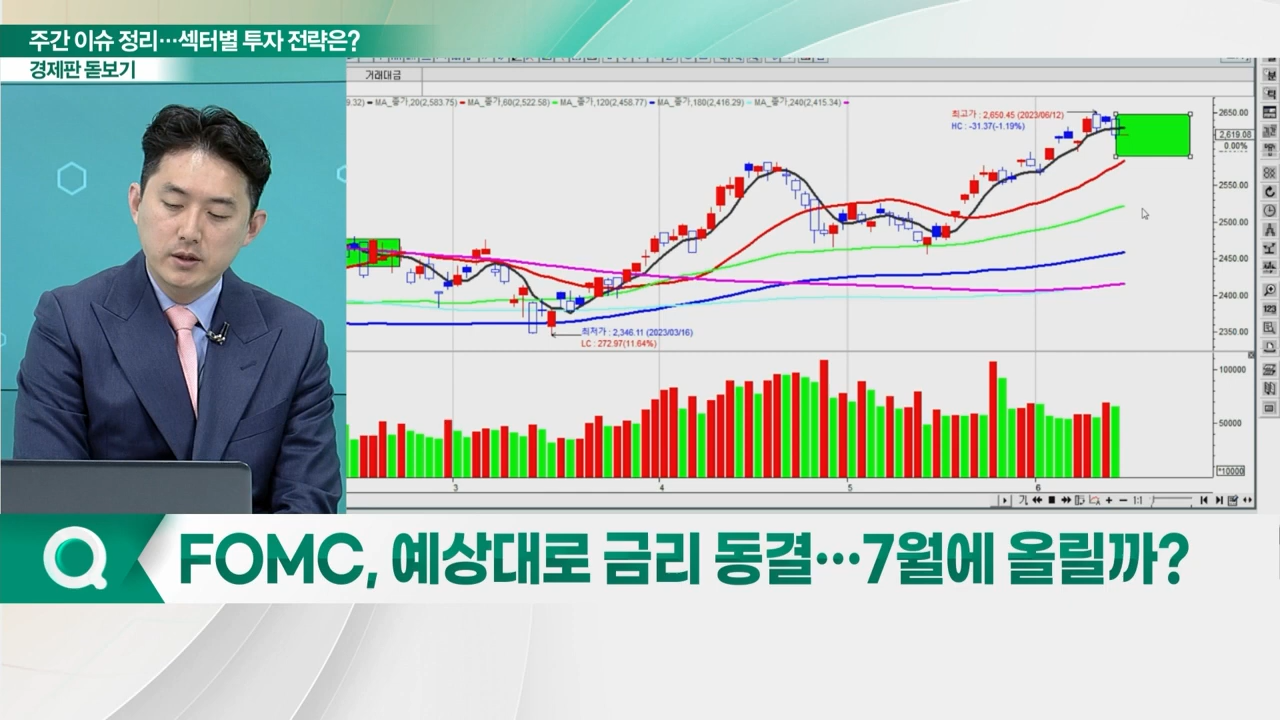 주간 이슈 정리…섹터별 투자 전략은?
경제판 돋보기
거래대금
9.32) MA_종가,20(2,583.75) MA_종가,60(2,522.58) MA_종가,120(2,458.77) MA_종가,180(2,416.29) MA_종가,240(2,415.34)
최고가 : 2,650.45 (2023/06/12)
HC : -31.37(-1.19%)
2650.00
2,619.08
0.00%
2550.00
2500.00
2450.00
2400.00
2350.00
최저가 : 2,346.11 (2023/03/16)
LC : 272.97(11.64%)
100000
50000
*10000
3
4
5
6
1:1
123
FOMC, 예상대로 금리 동결…7월에 올릴까?